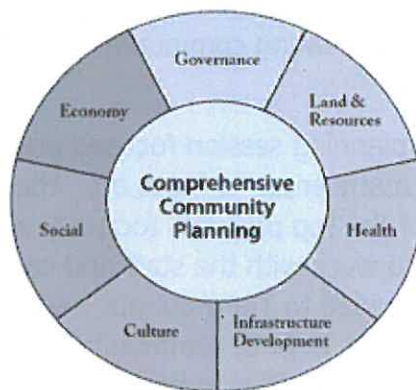 Governance
Land &
Resources
Health
Infrastructure
Development
Culture
Social
Economy
Comprehensive
Community
Planning